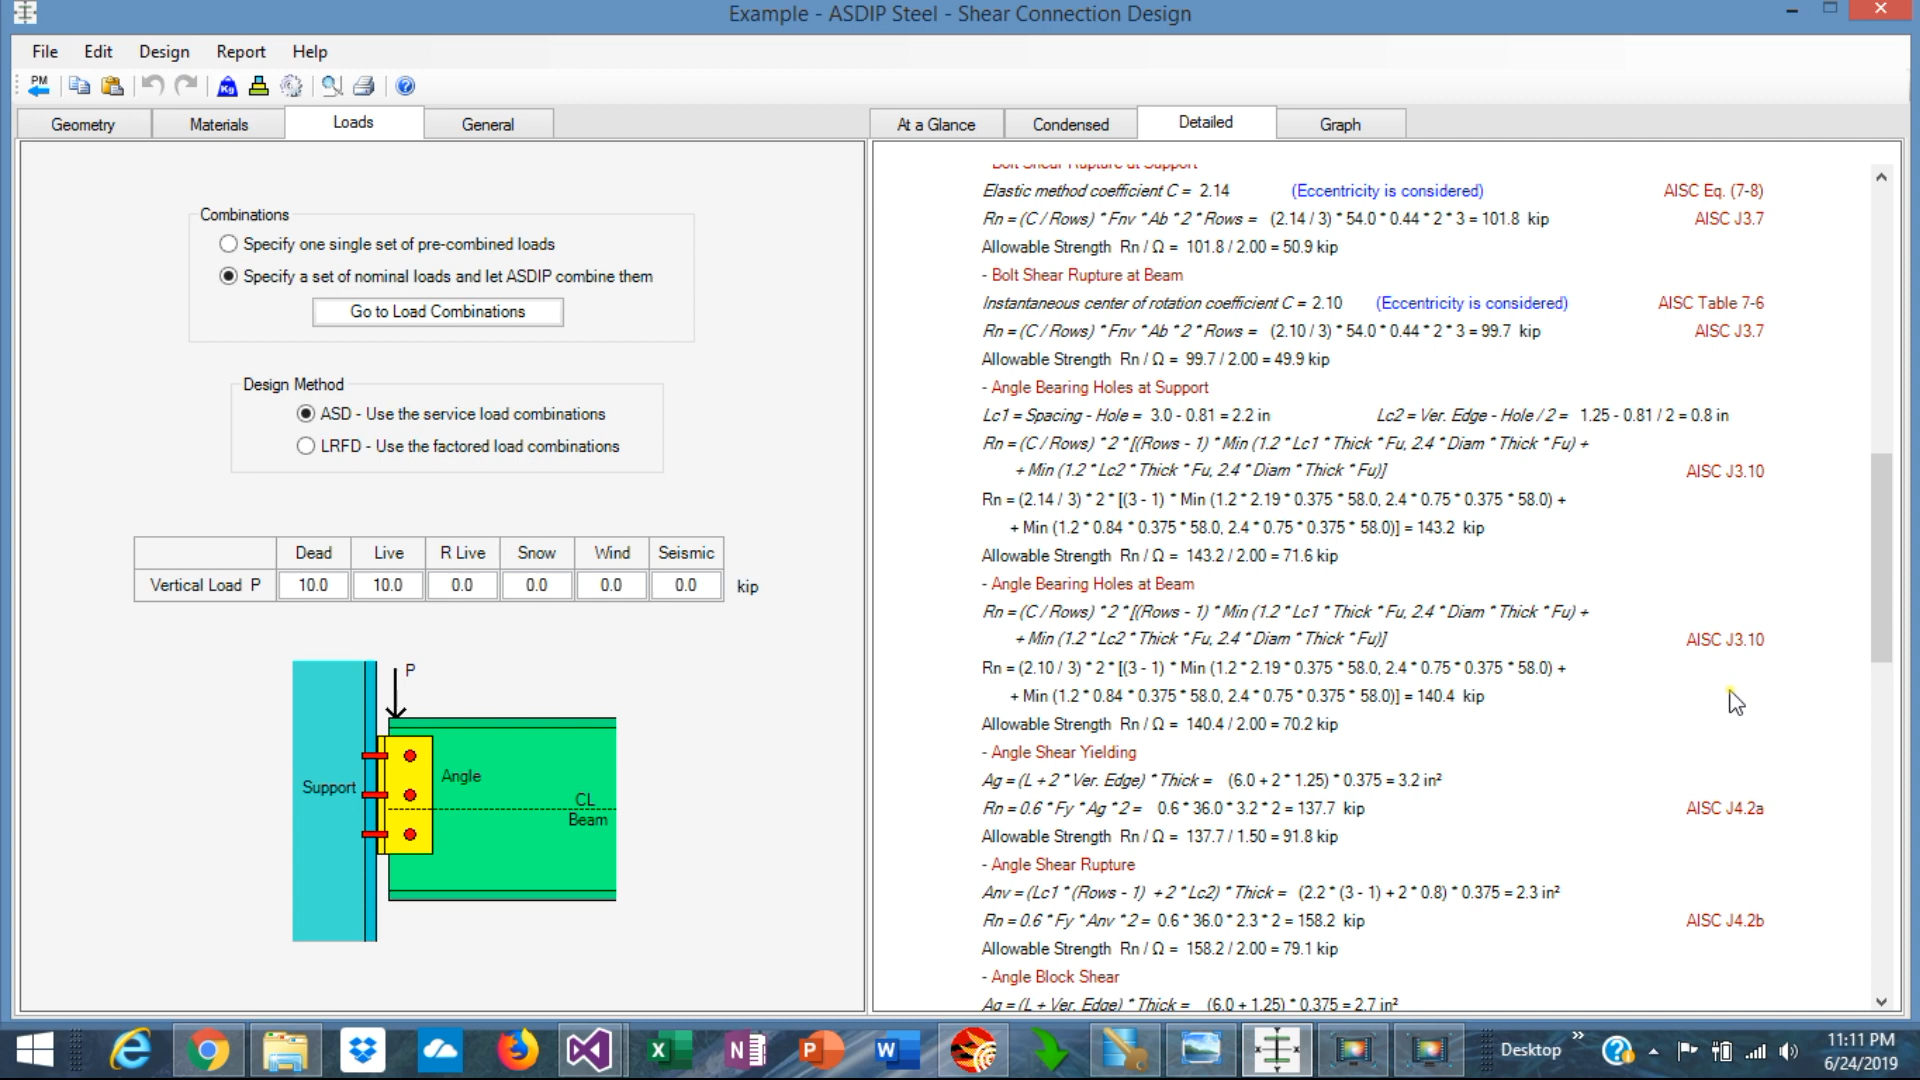 Example - ASDIP Steel - Shear Connection Design
File Edit Design Report Help
PM Kg
Geometry Materials Loads General
Combinations
Specify one single set of pre-combined loads
Specify a set of nominal loads and let ASDIP combine them
Go to Load Combinations
Design Method
ASD - Use the service load combinations
LRFD - Use the factored load combinations
Dead Live R Live Snow Wind Seismic
Vertical Load P 10.0 10.0 0.0 0.0 0.0 0.0 kip
P
Support
Angle
CL
Beam
At a Glance Condensed Detailed Graph
- Bolt Shear Rupture at Support
Elastic method coefficient C = 2.14 (Eccentricity is considered) AISC Eq. (7-8)
Rn = (C / Rows) * Fnv * Ab * 2 * Rows = (2.14 / 3) * 54.0 * 0.44 * 2 * 3 = 101.8 kip AISC J3.7
Allowable Strength Rn / Ω = 101.8 / 2.00 = 50.9 kip
- Bolt Shear Rupture at Beam
Instantaneous center of rotation coefficient C = 2.10 (Eccentricity is considered) AISC Table 7-6
Rn = (C / Rows) * Fnv * Ab * 2 * Rows = (2.10 / 3) * 54.0 * 0.44 * 2 * 3 = 99.7 kip AISC J3.7
Allowable Strength Rn / Ω = 99.7 / 2.00 = 49.9 kip
- Angle Bearing Holes at Support
Lc1 = Spacing - Hole = 3.0 - 0.81 = 2.2 in Lc2 = Ver. Edge - Hole / 2 = 1.25 - 0.81 / 2 = 0.8 in
Rn = (C / Rows) * 2 * [(Rows - 1) * Min (1.2 * Lc1 * Thick * Fu, 2.4 * Diam * Thick * Fu) +
+ Min (1.2 * Lc2 * Thick * Fu, 2.4 * Diam * Thick * Fu)] AISC J3.10
Rn = (2.14 / 3) * 2 * [(3 - 1) * Min (1.2 * 2.19 * 0.375 * 58.0, 2.4 * 0.75 * 0.375 * 58.0) +
+ Min (1.2 * 0.84 * 0.375 * 58.0, 2.4 * 0.75 * 0.375 * 58.0)] = 143.2 kip
Allowable Strength Rn / Ω = 143.2 / 2.00 = 71.6 kip
- Angle Bearing Holes at Beam
Rn = (C / Rows) * 2 * [(Rows - 1) * Min (1.2 * Lc1 * Thick * Fu, 2.4 * Diam * Thick * Fu) +
+ Min (1.2 * Lc2 * Thick * Fu, 2.4 * Diam * Thick * Fu)] AISC J3.10
Rn = (2.10 / 3) * 2 * [(3 - 1) * Min (1.2 * 2.19 * 0.375 * 58.0, 2.4 * 0.75 * 0.375 * 58.0) +
+ Min (1.2 * 0.84 * 0.375 * 58.0, 2.4 * 0.75 * 0.375 * 58.0)] = 140.4 kip
Allowable Strength Rn / Ω = 140.4 / 2.00 = 70.2 kip
- Angle Shear Yielding
Ag = (L + 2 * Ver. Edge) * Thick = (6.0 + 2 * 1.25) * 0.375 = 3.2 in²
Rn = 0.6 * Fy * Ag * 2 = 0.6 * 36.0 * 3.2 * 2 = 137.7 kip AISC J4.2a
Allowable Strength Rn / Ω = 137.7 / 1.50 = 91.8 kip
- Angle Shear Rupture
Anv = (Lc1 * (Rows - 1) + 2 * Lc2) * Thick = (2.2 * (3 - 1) + 2 * 0.8) * 0.375 = 2.3 in²
Rn = 0.6 * Fy * Anv * 2 = 0.6 * 36.0 * 2.3 * 2 = 158.2 kip AISC J4.2b
Allowable Strength Rn / Ω = 158.2 / 2.00 = 79.1 kip
- Angle Block Shear
Ag = (L + Ver. Edge) * Thick = (6.0 + 1.25) * 0.375 = 2.7 in²
Desktop
11:11 PM
6/24/2019